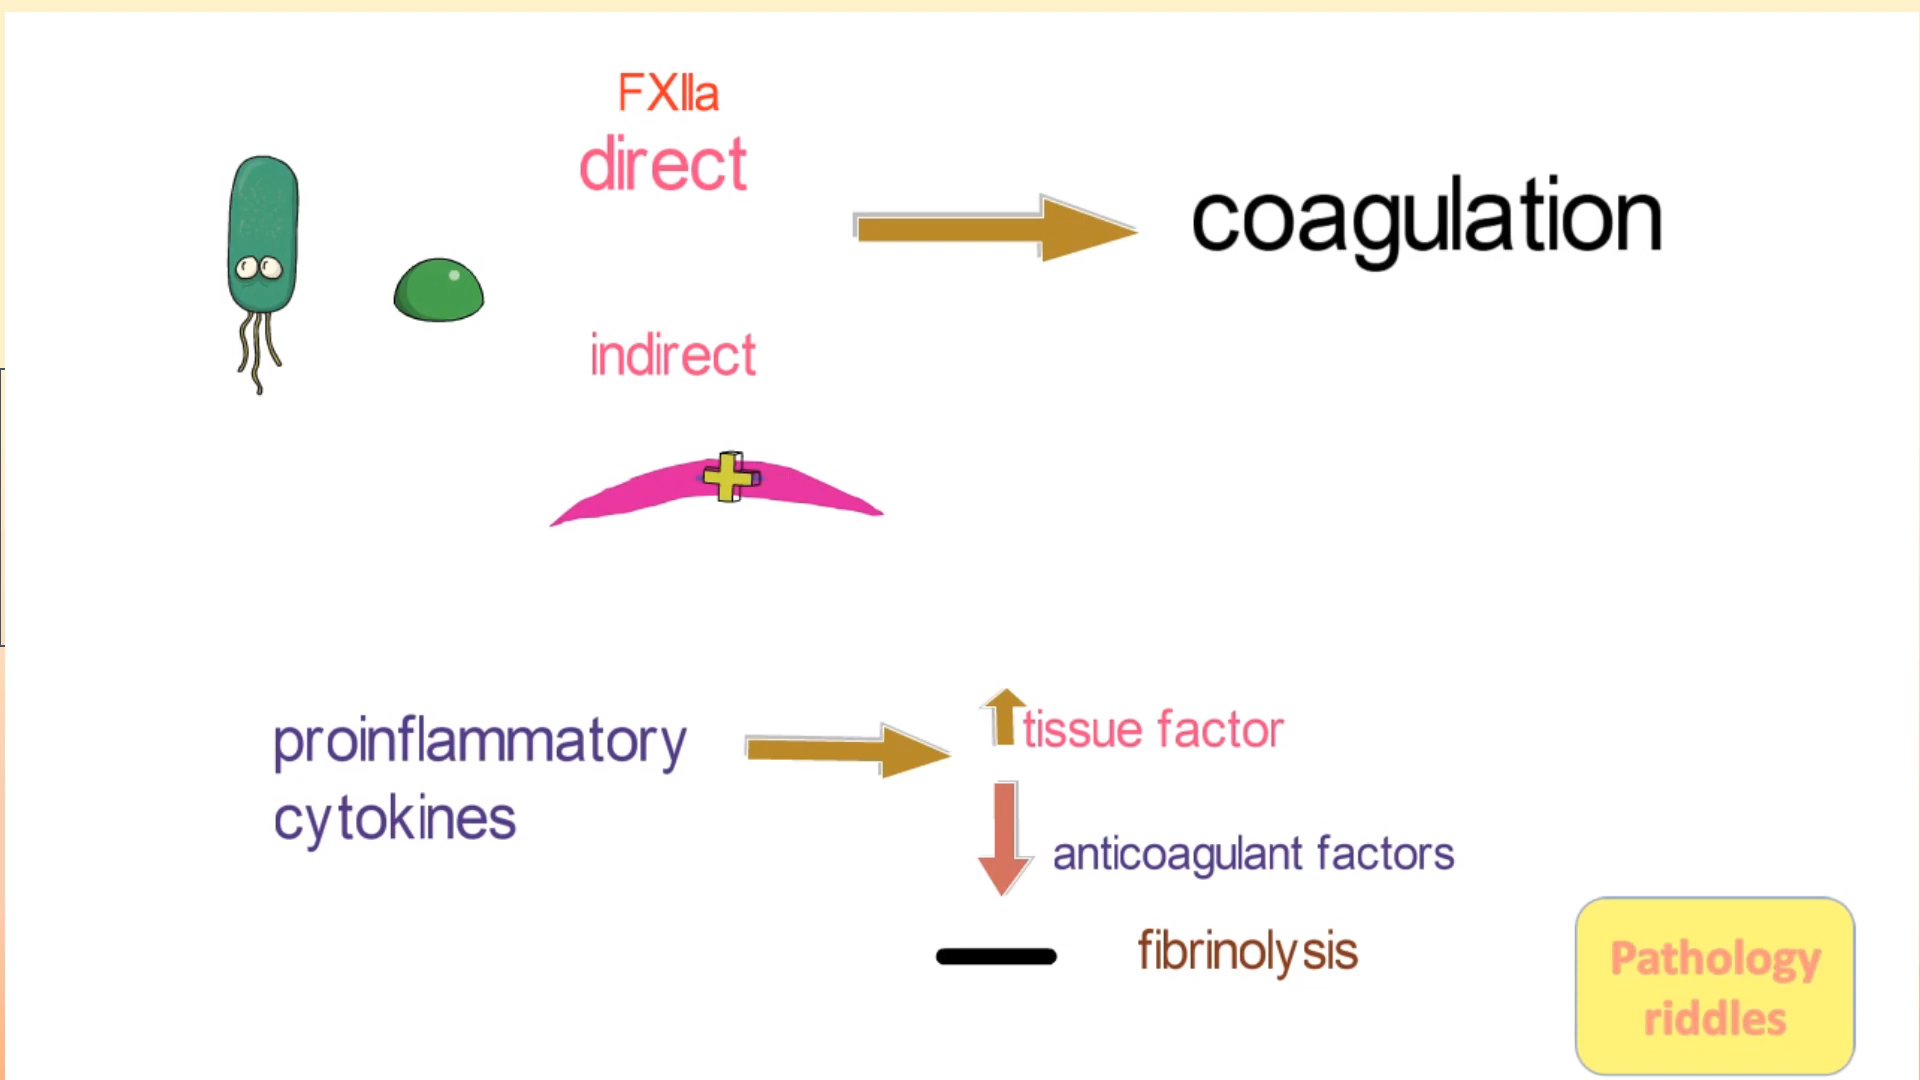 FXIIa
direct
coagulation
indirect
proinflammatory
cytokines
tissue factor
anticoagulant factors
fibrinolysis
Pathology
riddles